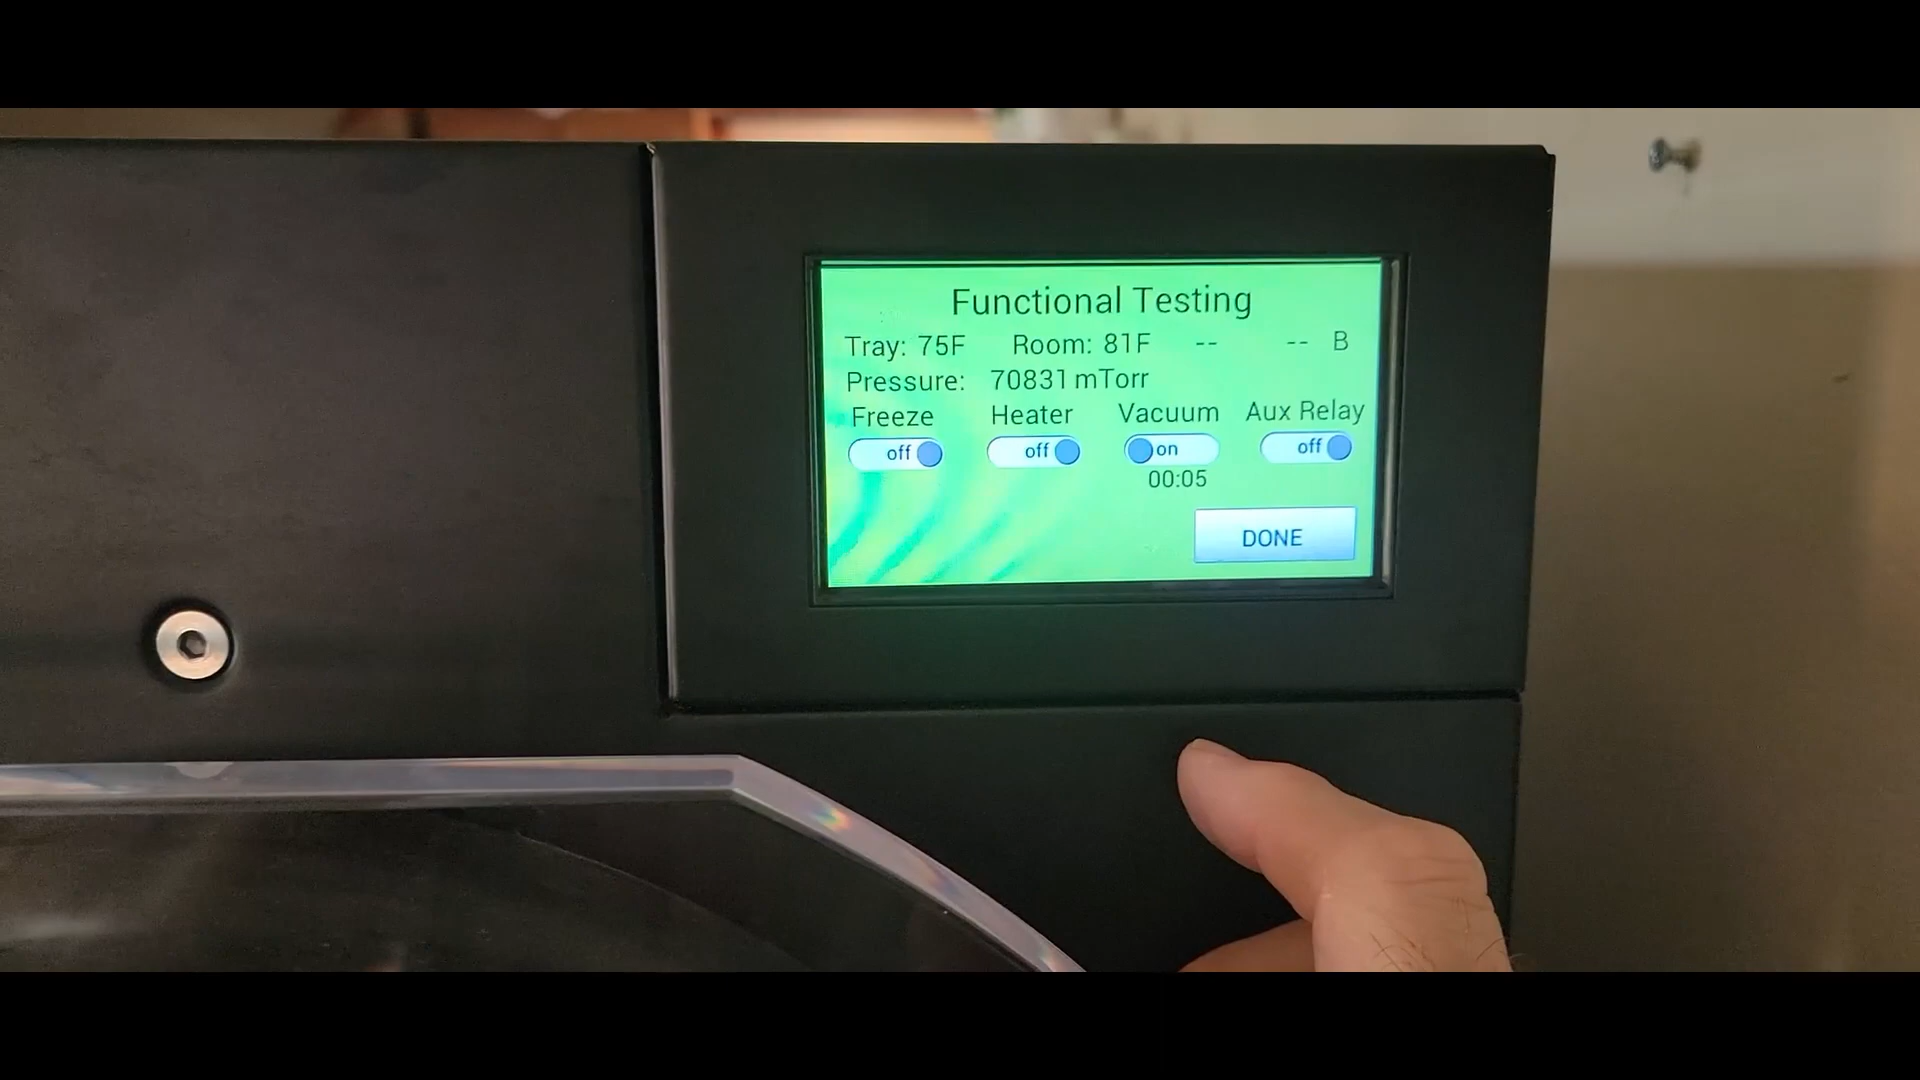 Functional Testing
Tray: 75F Room: 81F -- -- B
Pressure: 70831 mTorr
Freeze Heater Vacuum Aux Relay
off off on off
00:05
DONE